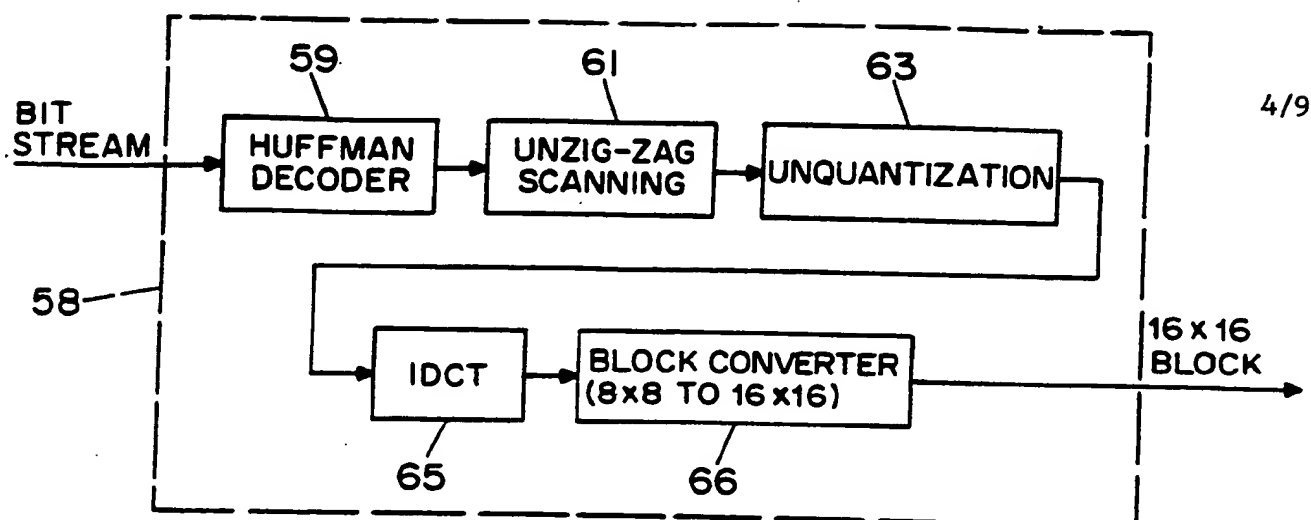 59
61
63
4/9
BIT
STREAM
HUFFMAN
DECODER
UNZIG-ZAG
SCANNING
UNQUANTIZATION
58
IDCT
BLOCK CONVERTER
(8x8 TO 16x16)
16 x 16
BLOCK
65
66